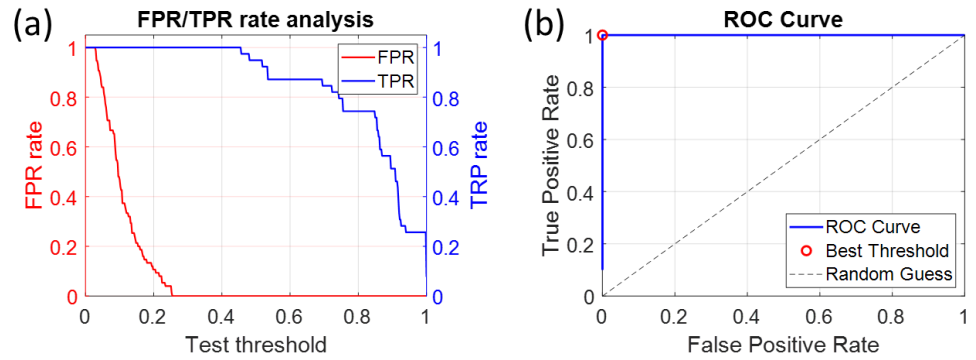 (a)
FPR/TPR rate analysis
FPR
TPR
1
0.8
0.6
0.4
0.2
0
FPR rate
1
0.8
0.6
0.4
0.2
0
TRP rate
0 0.2 0.4 0.6 0.8 1
Test threshold
(b)
ROC Curve
1
0.8
0.6
0.4
0.2
0
True Positive Rate
ROC Curve
Best Threshold
Random Guess
0 0.2 0.4 0.6 0.8 1
False Positive Rate